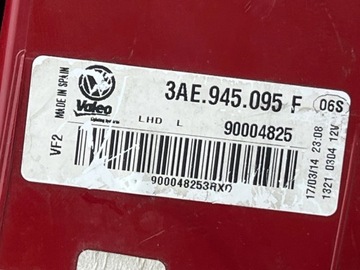 MADE IN SPAIN
VF2
Valeo
3AE.945.095 F
06S
LHD L
90004825
900048253RXO
17/03/14 23:08
1321 0304 12V